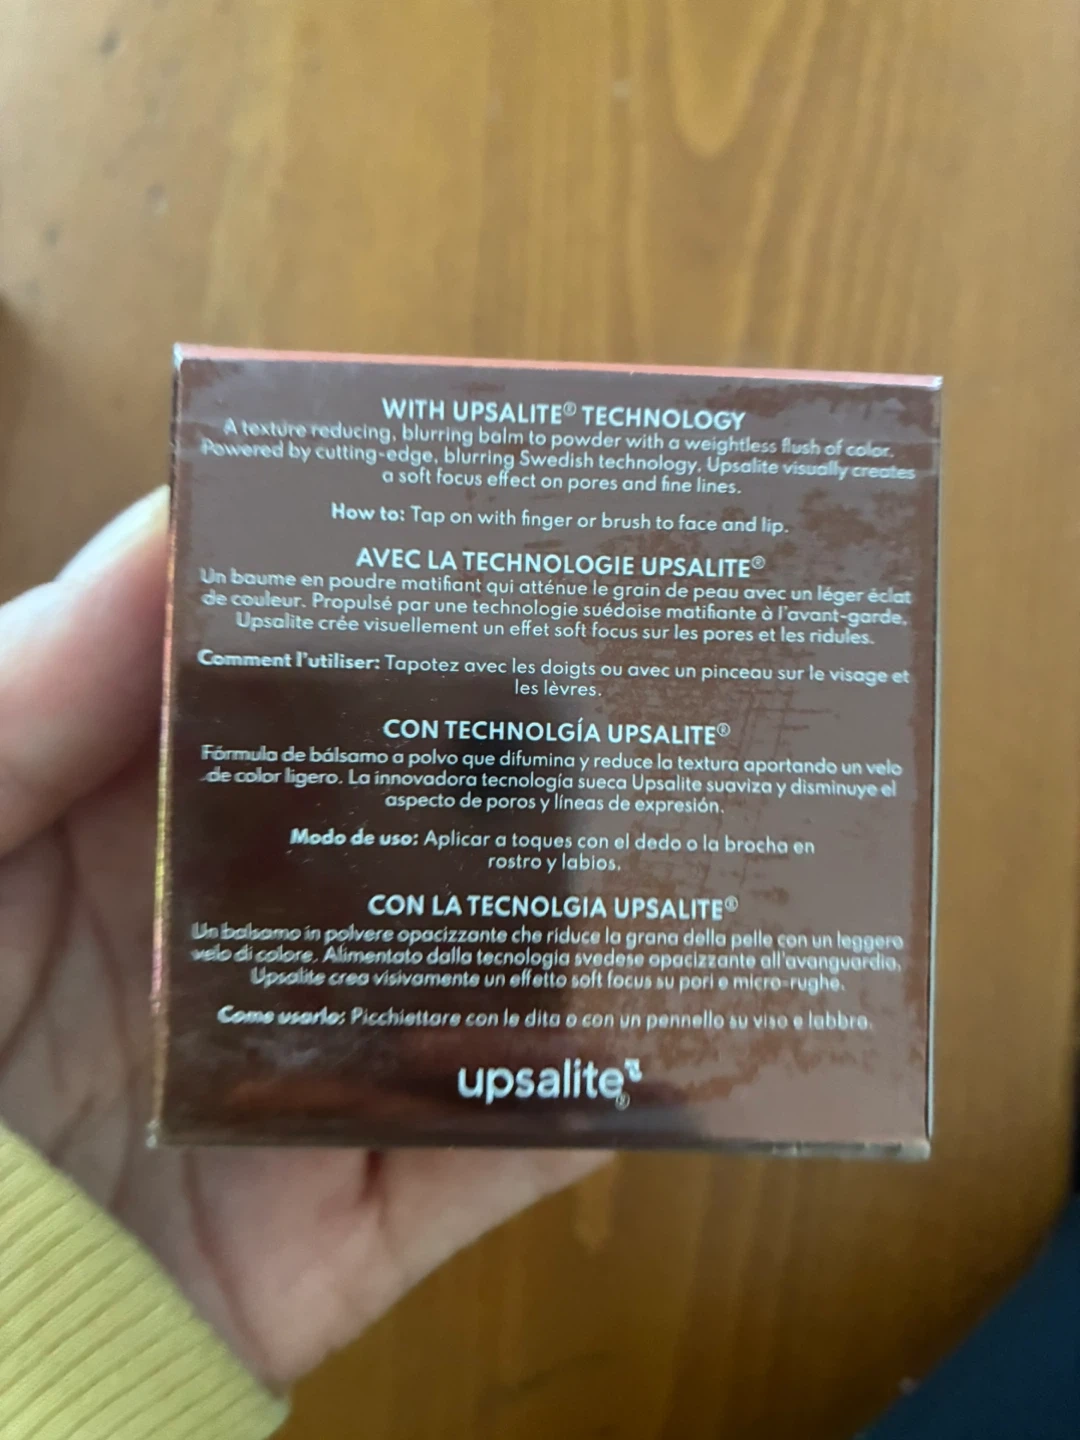 WITH UPSALITE® TECHNOLOGY
A texture reducing, blurring balm to powder with a weightless flush of color.
Powered by cutting-edge, blurring Swedish technology, Upsalite visually creates
a soft focus effect on pores and fine lines.
How to: Tap on with finger or brush to face and lip.
AVEC LA TECHNOLOGIE UPSALITE®
Un baume en poudre matifiant qui atténue le grain de peau avec un léger éclat
de couleur. Propulsé par une technologie suédoise matifiante à l'avant-garde,
Upsalite crée visuellement un effet soft focus sur les pores et les ridules.
Comment l'utiliser: Tapotez avec les doigts ou avec un pinceau sur le visage et
les lèvres.
CON TECHNOLGÍA UPSALITE®
Fórmula de bálsamo a polvo que difumina y reduce la textura aportando un velo
de color ligero. La innovadora tecnología sueca Upsalite suaviza y disminuye el
aspecto de poros y líneas de expresión.
Modo de uso: Aplicar a toques con el dedo o la brocha en
rostro y labios.
CON LA TECNOLGIA UPSALITE®
Un balsamo in polvere opacizzante che riduce la grana della pelle con un leggero
velo di colore. Alimentato dalla tecnologia svedese opacizzante all'avanguardia,
Upsalite crea visivamente un effetto soft focus su pori e micro-rughe.
Come usarlo: Picchiettare con le dita o con un pennello su viso e labbra.
upsalite®